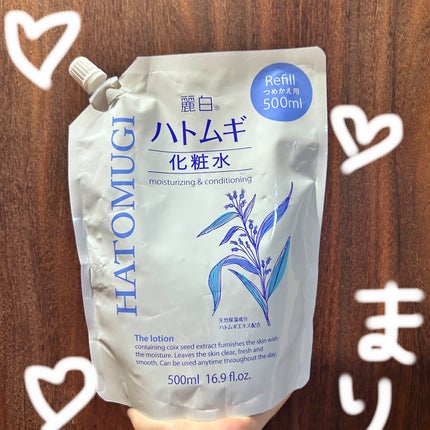 Refill
つめかえ用
500ml
麗白®
ハトムギ
化粧水
moisturizing & conditioning
HATOMUGI
天然保湿成分
ハトムギエキス配合
The lotion
containing coix seed extract furnishes the skin with
the moisture. Leaves the skin clear, fresh and
smooth. Can be used anytime throughout the day.
500ml 16.9 fl.oz.
まり